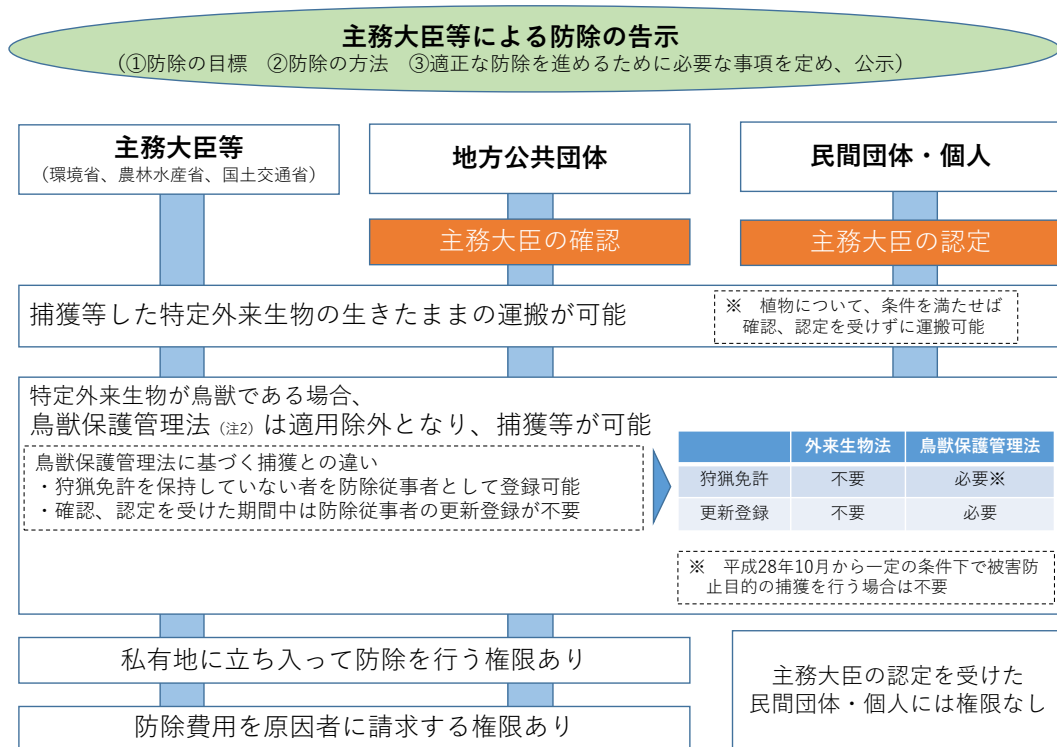 主務大臣等による防除の告示
(①防除の目標　②防除の方法　③適正な防除を進めるために必要な事項を定め、公示)
主務大臣等
(環境省、農林水産省、国土交通省)
地方公共団体
民間団体・個人
主務大臣の確認
主務大臣の認定
捕獲等した特定外来生物の生きたままの運搬が可能
※　植物について、条件を満たせば
確認、認定を受けずに運搬可能
特定外来生物が鳥獣である場合、
鳥獣保護管理法(注2)は適用除外となり、捕獲等が可能
鳥獣保護管理法に基づく捕獲との違い
・狩猟免許を保持していない者を防除従事者として登録可能
・確認、認定を受けた期間中は防除従事者の更新登録が不要
外来生物法　鳥獣保護管理法
狩猟免許　不要　必要※
更新登録　不要　必要
※　平成28年10月から一定の条件下で被害防
止目的の捕獲を行う場合は不要
私有地に立ち入って防除を行う権限あり
防除費用を原因者に請求する権限あり
主務大臣の認定を受けた
民間団体・個人には権限なし